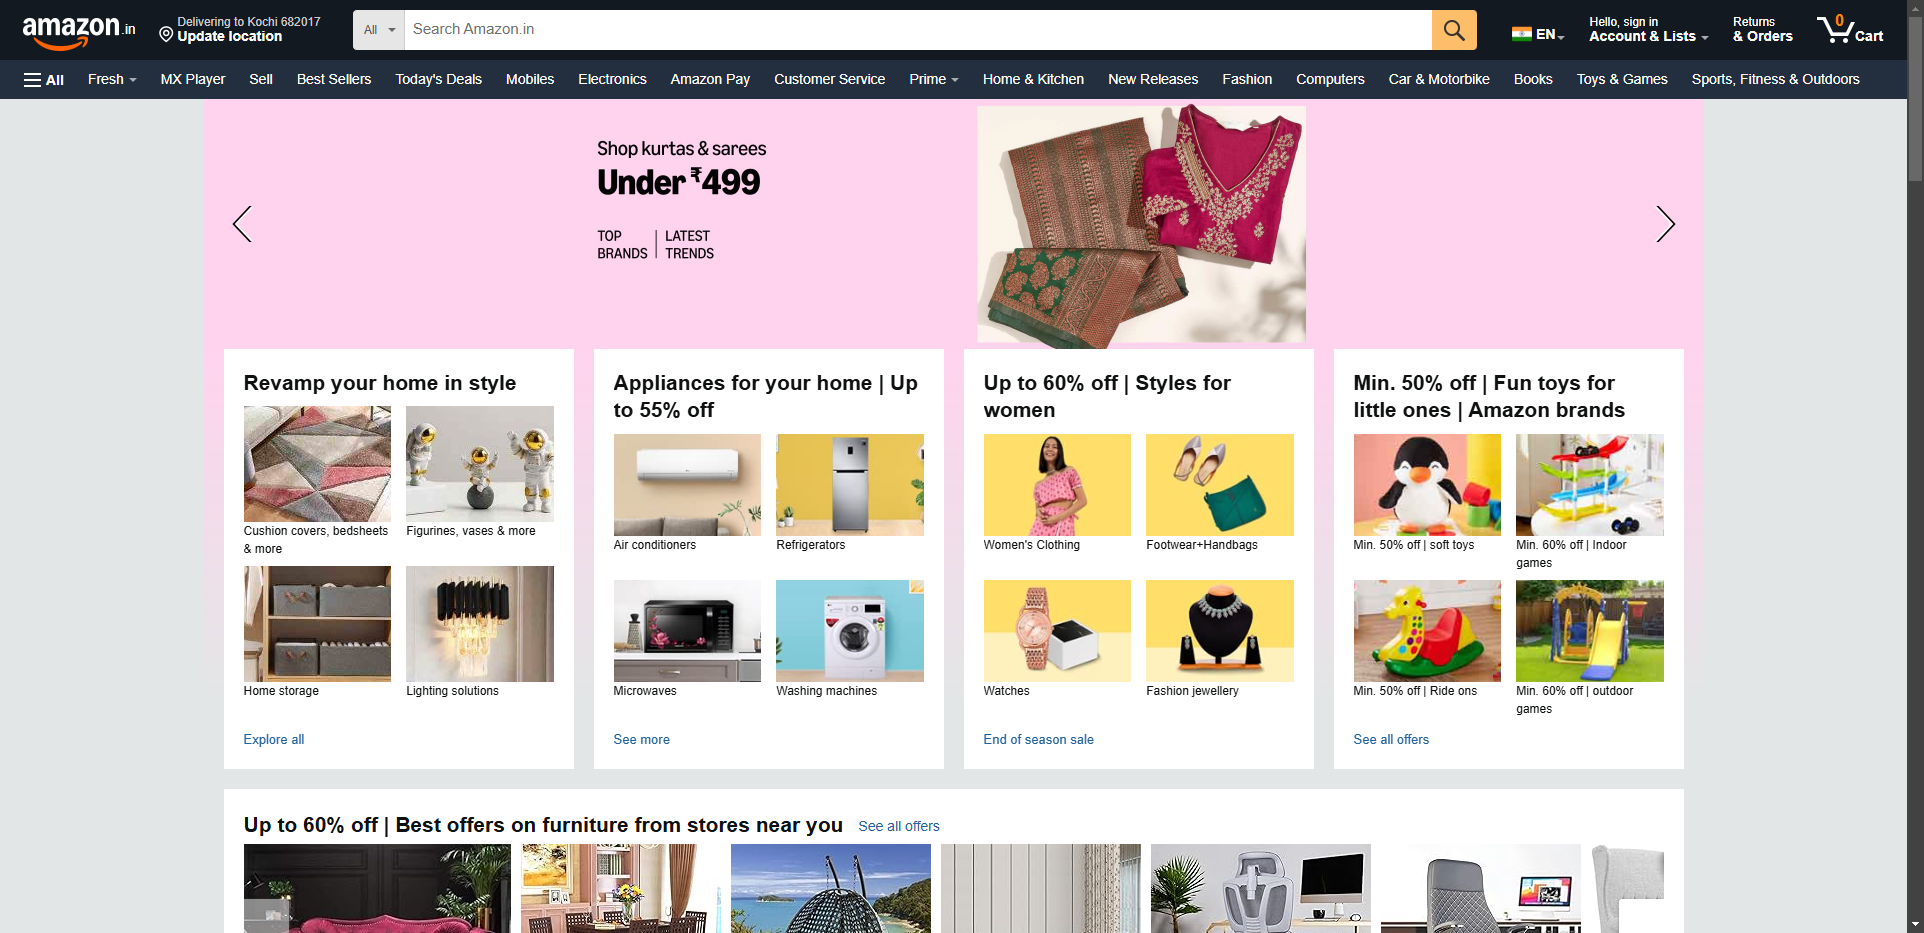 amazon.in
Delivering to Kochi 682017
Update location
All
Search Amazon.in
EN
Hello, sign in
Account & Lists
Returns
& Orders
0
Cart
All
Fresh
MX Player
Sell
Best Sellers
Today's Deals
Mobiles
Electronics
Amazon Pay
Customer Service
Prime
Home & Kitchen
New Releases
Fashion
Computers
Car & Motorbike
Books
Toys & Games
Sports, Fitness & Outdoors
Shop kurtas & sarees
Under ₹499
TOP BRANDS | LATEST TRENDS
Revamp your home in style
Cushion covers, bedsheets
& more
Figurines, vases & more
Home storage
Lighting solutions
Explore all
Appliances for your home | Up
to 55% off
Air conditioners
Refrigerators
Microwaves
Washing machines
See more
Up to 60% off | Styles for
women
Women's Clothing
Footwear+Handbags
Watches
Fashion jewellery
End of season sale
Min. 50% off | Fun toys for
little ones | Amazon brands
Min. 50% off | soft toys
Min. 60% off | Indoor
games
Min. 50% off | Ride ons
Min. 60% off | outdoor
games
See all offers
Up to 60% off | Best offers on furniture from stores near you
See all offers